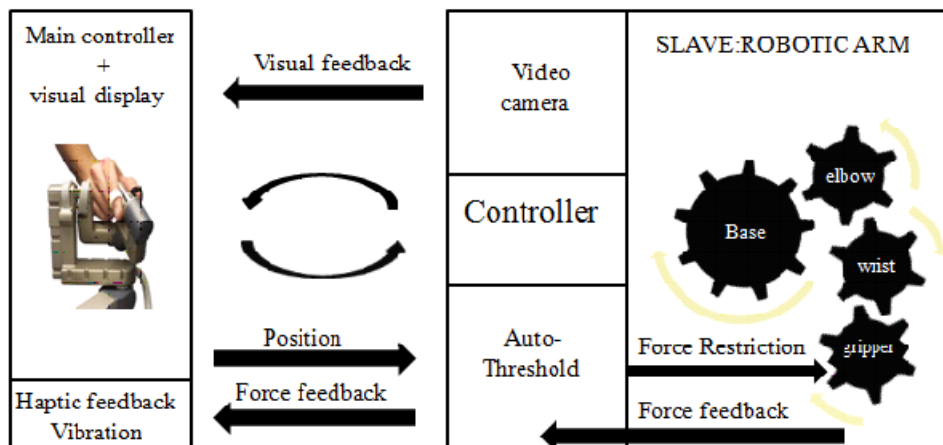 Main controller
+
visual display
Haptic feedback
Vibration
Visual feedback
Position
Force feedback
Video
camera
Controller
Auto-
Threshold
SLAVE:ROBOTIC ARM
elbow
Base
wrist
gripper
Force Restriction
Force feedback